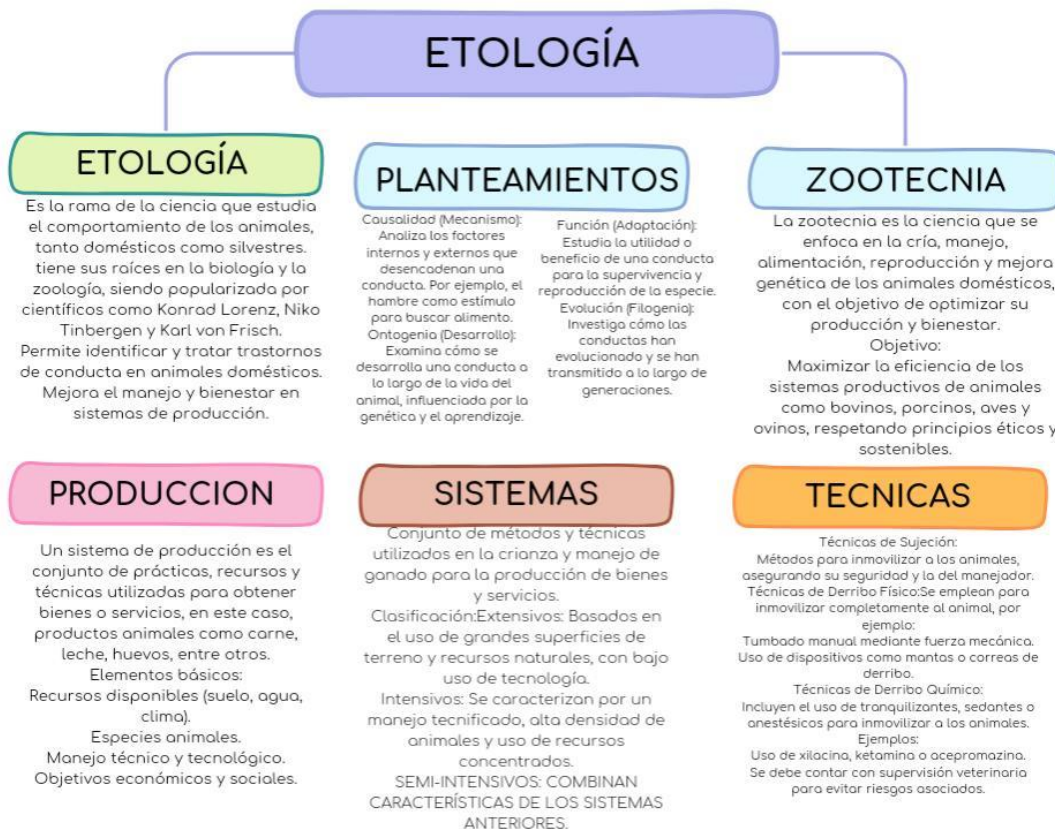 ETOLOGÍA
ETOLOGÍA
Es la rama de la ciencia que estudia
el comportamiento de los animales,
tanto domésticos como silvestres.
tiene sus raíces en la biología y la
zoología, siendo popularizada por
científicos como Konrad Lorenz, Niko
Tinbergen y Karl von Frisch.
Permite identificar y tratar trastornos
de conducta en animales domésticos.
Mejora el manejo y bienestar en
sistemas de producción.
PLANTEAMIENTOS
Causalidad (Mecanismo):
Analiza los factores
internos y externos que
desencadenan una
conducta. Por ejemplo, el
hambre como estímulo
para buscar alimento.
Ontogenia (Desarrollo):
Examina cómo se
desarrolla una conducta a
lo largo de la vida del
animal, influenciada por la
genética y el aprendizaje.
Función (Adaptación):
Estudia la utilidad o
beneficio de una conducta
para la supervivencia y
reproducción de la especie.
Evolución (Filogenia):
Investiga cómo las
conductas han
evolucionado y se han
transmitido a lo largo de
generaciones.
ZOOTECNIA
La zootecnia es la ciencia que se
enfoca en la cría, manejo,
alimentación, reproducción y mejora
genética de los animales domésticos,
con el objetivo de optimizar su
producción y bienestar.
Objetivo:
Maximizar la eficiencia de los
sistemas productivos de animales
como bovinos, porcinos, aves y
ovinos, respetando principios éticos y
sostenibles.
PRODUCCION
Un sistema de producción es el
conjunto de prácticas, recursos y
técnicas utilizadas para obtener
bienes o servicios, en este caso,
productos animales como carne,
leche, huevos, entre otros.
Elementos básicos:
Recursos disponibles (suelo, agua,
clima).
Especies animales.
Manejo técnico y tecnológico.
Objetivos económicos y sociales.
SISTEMAS
Conjunto de métodos y técnicas
utilizados en la crianza y manejo de
ganado para la producción de bienes
y servicios.
Clasificación:Extensivos: Basados en
el uso de grandes superficies de
terreno y recursos naturales, con bajo
uso de tecnología.
Intensivos: Se caracterizan por un
manejo tecnificado, alta densidad de
animales y uso de recursos
concentrados.
SEMI-INTENSIVOS: COMBINAN
CARACTERÍSTICAS DE LOS SISTEMAS
ANTERIORES.
TECNICAS
Técnicas de Sujeción:
Métodos para inmovilizar a los animales,
asegurando su seguridad y la del manejador.
Técnicas de Derribo Físico:Se emplean para
inmovilizar completamente al animal, por
ejemplo:
Tumbado manual mediante fuerza mecánica.
Uso de dispositivos como mantas o correas de
derribo.
Técnicas de Derribo Químico:
Incluyen el uso de tranquilizantes, sedantes o
anestésicos para inmovilizar a los animales.
Ejemplos:
Uso de xilacina, ketamina o acepromazina.
Se debe contar con supervisión veterinaria
para evitar riesgos asociados.